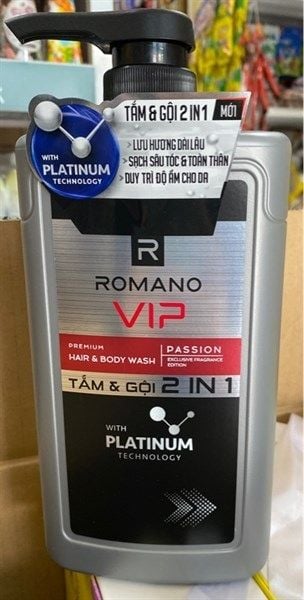 TẮM & GỘI 2 IN 1 MỚI
LƯU HƯƠNG DÀI LÂU
SẠCH SÂU TÓC & TOÀN THÂN
DUY TRÌ ĐỘ ẨM CHO DA
WITH
PLATINUM
TECHNOLOGY
R
ROMANO
VIP
PREMIUM
HAIR & BODY WASH
PASSION
EXCLUSIVE FRAGRANCE
EDITION
TẮM & GỘI 2 IN 1
WITH
PLATINUM
TECHNOLOGY